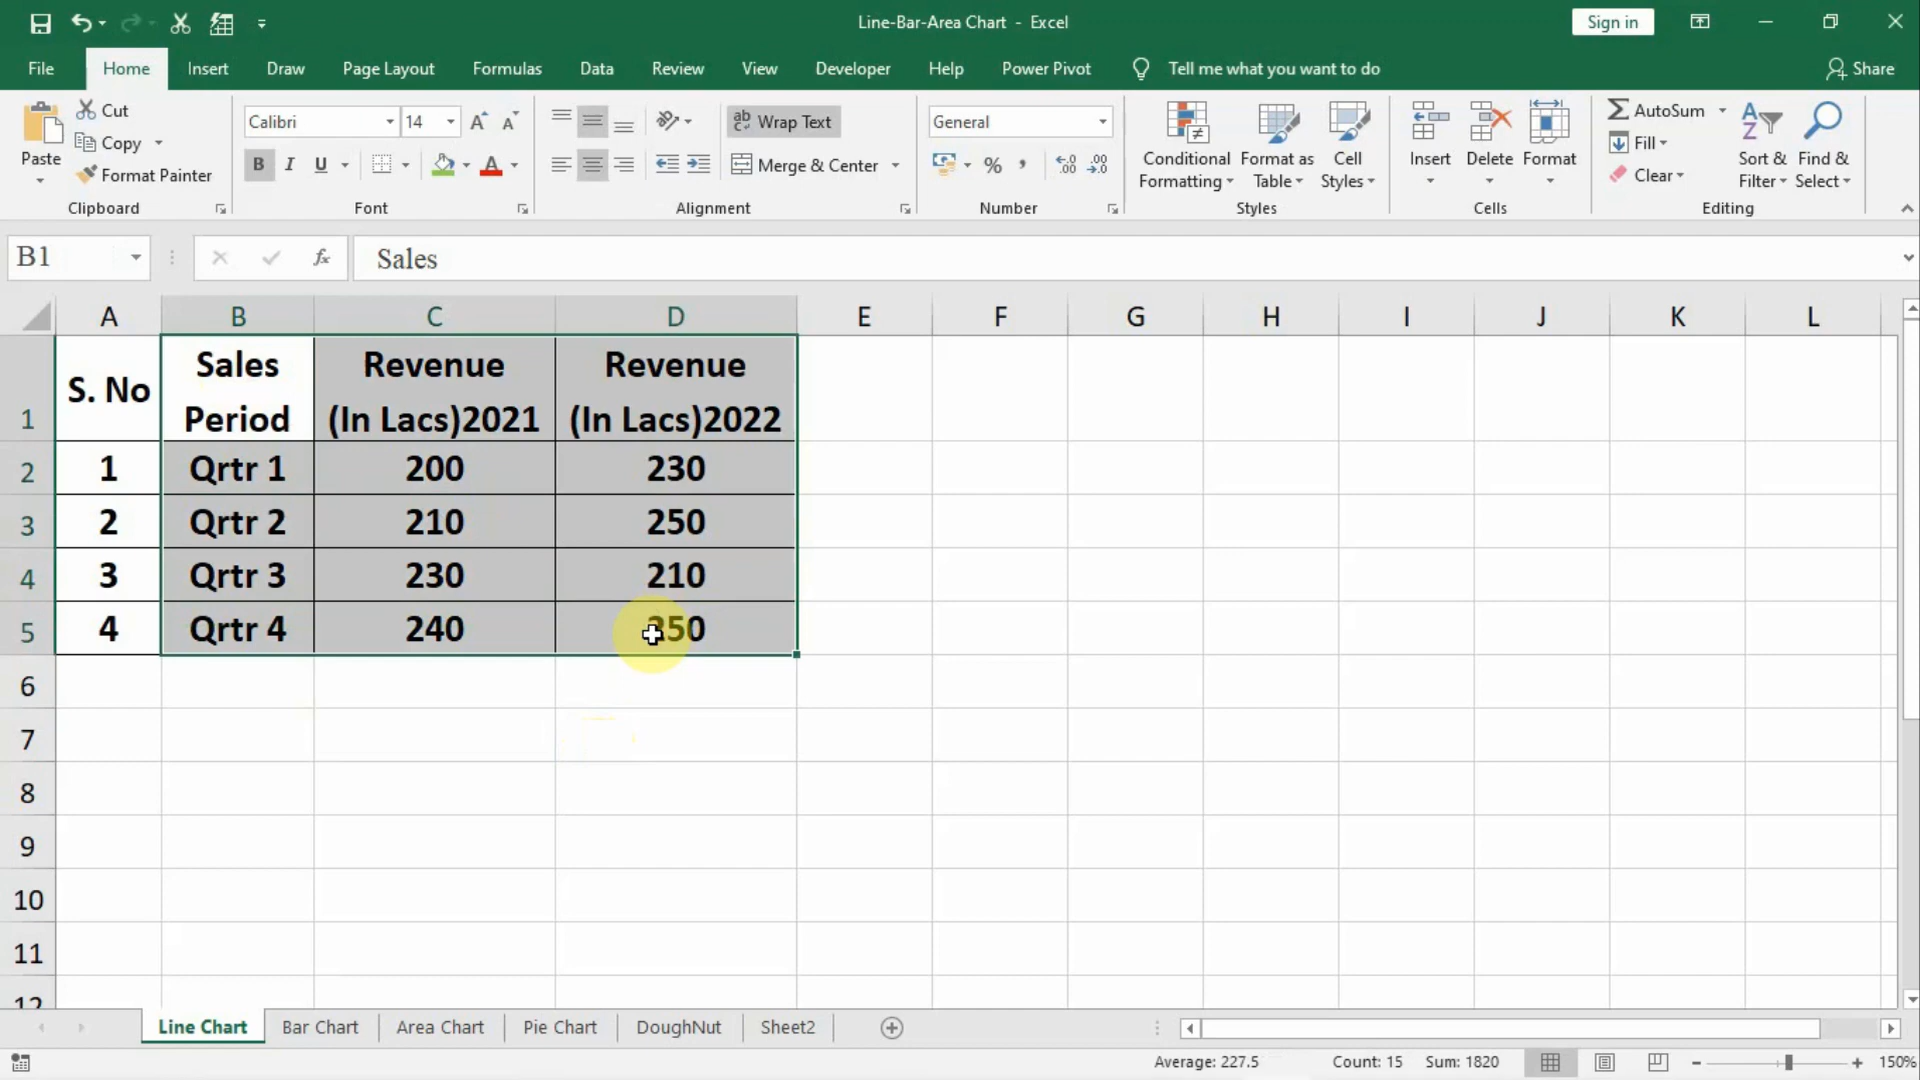 Line-Bar-Area Chart - Excel
Sign in
File Home Insert Draw Page Layout Formulas Data Review View Developer Help Power Pivot Tell me what you want to do Share
Paste
Cut
Copy
Format Painter
Clipboard
Calibri 14
B I U
Font
Wrap Text
Merge & Center
Alignment
General
%
Number
Conditional
Formatting
Format as
Table
Cell
Styles
Styles
Insert
Delete
Format
Cells
AutoSum
Fill
Clear
Sort &
Filter
Find &
Select
Editing
B1 fx Sales
A B C D E F G H I J K L
1 S. No Sales Period Revenue (In Lacs)2021 Revenue (In Lacs)2022
2 1 Qrtr 1 200 230
3 2 Qrtr 2 210 250
4 3 Qrtr 3 230 210
5 4 Qrtr 4 240 250
6
7
8
9
10
11
12
Line Chart Bar Chart Area Chart Pie Chart DoughNut Sheet2
Average: 227.5 Count: 15 Sum: 1820 150%